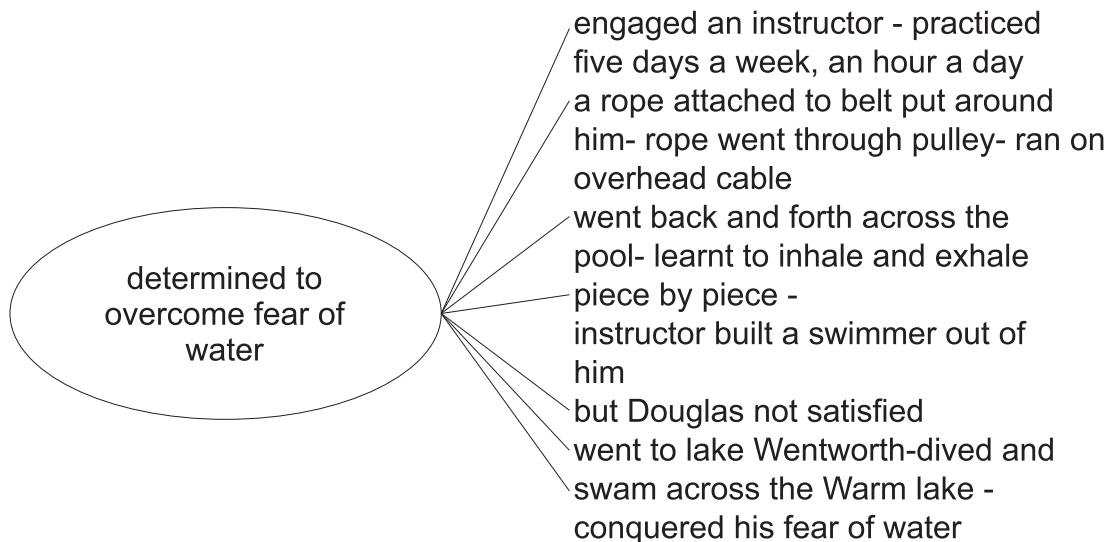 determined to
overcome fear of
water
engaged an instructor - practiced
five days a week, an hour a day
a rope attached to belt put around
him- rope went through pulley- ran on
overhead cable
went back and forth across the
pool- learnt to inhale and exhale
piece by piece -
instructor built a swimmer out of
him
but Douglas not satisfied
went to lake Wentworth-dived and
swam across the Warm lake -
conquered his fear of water